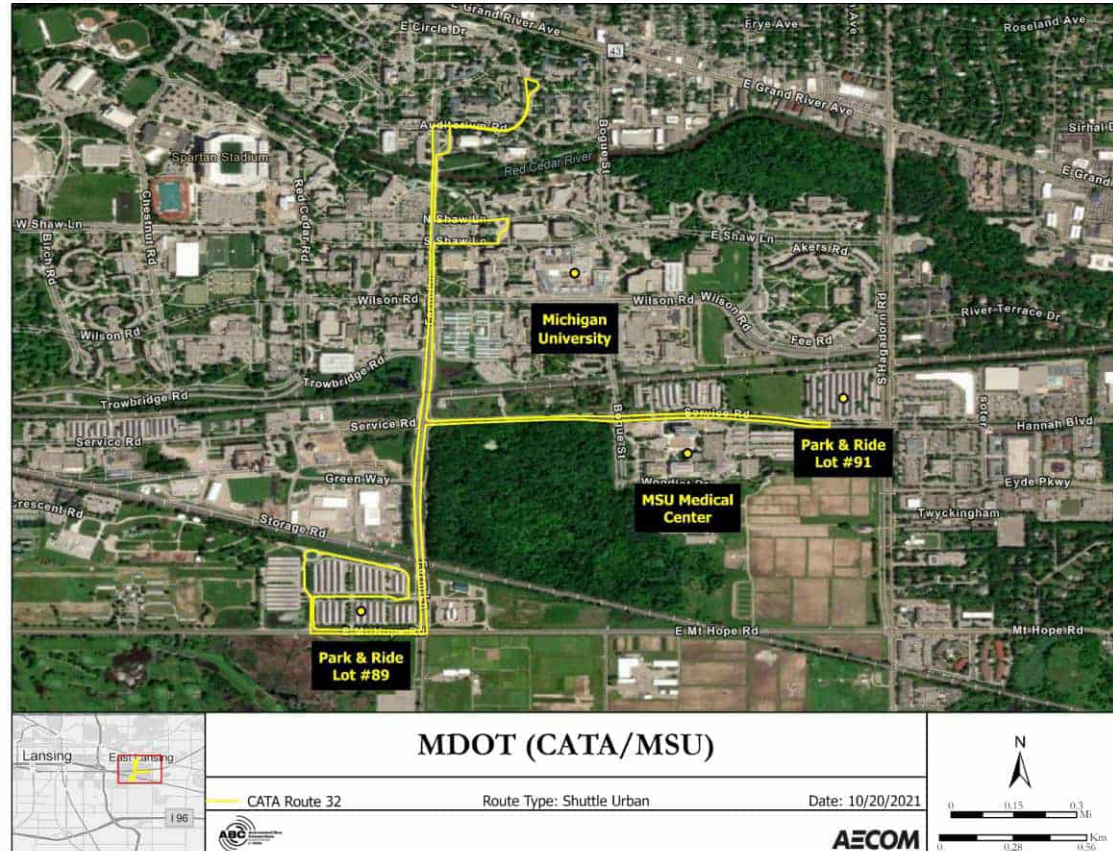 E Grand River Ave
E Circle Dr
Frye Ave
Roseland Ave
43
E Grand River Ave
Auditorium Rd
Bogue St
Spartan Stadium
Red Cedar River
E Grand
Chestnut Rd
Red Cedar Rd
W Shaw Ln
N Shaw Ln
S Shaw Ln
E Shaw Ln
Akers Rd
Birch Rd
S Hagadorn Rd
Wilson Rd
Wilson Rd
Wilson Rd
Wilson Rd
Michigan
University
River Terrace Dr
Fee Rd
Trowbridge Rd
Trowbridge Rd
Service Rd
Service Rd
Service Rd
Bogue St
Hannah Blvd
Park & Ride
Lot #91
Green Way
Eyde Pkwy
MSU Medical
Center
Crescent Rd
Storage Rd
Twyckingham
E Mt Hope Rd
Mt Hope Rd
Park & Ride
Lot #89
Lansing
East Lansing
I 96
MDOT (CATA/MSU)
CATA Route 32
Route Type: Shuttle Urban
Date: 10/20/2021
ABC
AECOM
N
0 0.15 0.3
Mi
Km
0. 0.28 0.56